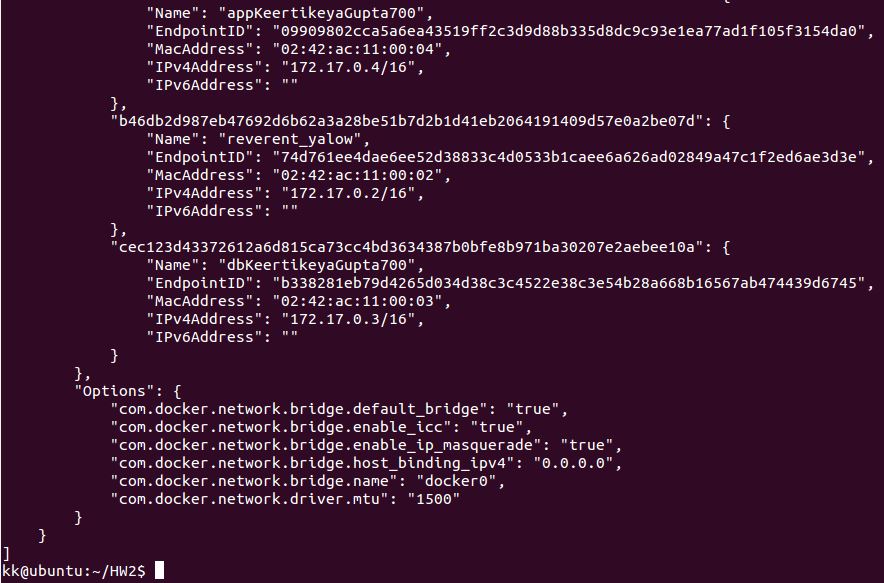 "Name": "appKeertikeyaGupta700",
"EndpointID": "09909802cca5a6ea43519ff2c3d9d88b335d8dc9c93e1ea77ad1f105f3154da0",
"MacAddress": "02:42:ac:11:00:04",
"IPv4Address": "172.17.0.4/16",
"IPv6Address": ""
},
"b46db2d987eb47692d6b62a3a28be51b7d2b1d41eb2064191409d57e0a2be07d": {
"Name": "reverent_yalow",
"EndpointID": "74d761ee4dae6ee52d38833c4d0533b1caee6a626ad02849a47c1f2ed6ae3d3e",
"MacAddress": "02:42:ac:11:00:02",
"IPv4Address": "172.17.0.2/16",
"IPv6Address": ""
},
"cec123d43372612a6d815ca73cc4bd3634387b0bfe8b971ba30207e2aebee10a": {
"Name": "dbKeertikeyaGupta700",
"EndpointID": "b338281eb79d4265d034d38c3c4522e38c3e54b28a668b16567ab474439d6745",
"MacAddress": "02:42:ac:11:00:03",
"IPv4Address": "172.17.0.3/16",
"IPv6Address": ""
}
},
"Options": {
"com.docker.network.bridge.default_bridge": "true",
"com.docker.network.bridge.enable_icc": "true",
"com.docker.network.bridge.enable_ip_masquerade": "true",
"com.docker.network.bridge.host_binding_ipv4": "0.0.0.0",
"com.docker.network.bridge.name": "docker0",
"com.docker.network.driver.mtu": "1500"
}
}
]
kk@ubuntu:~/HW2$